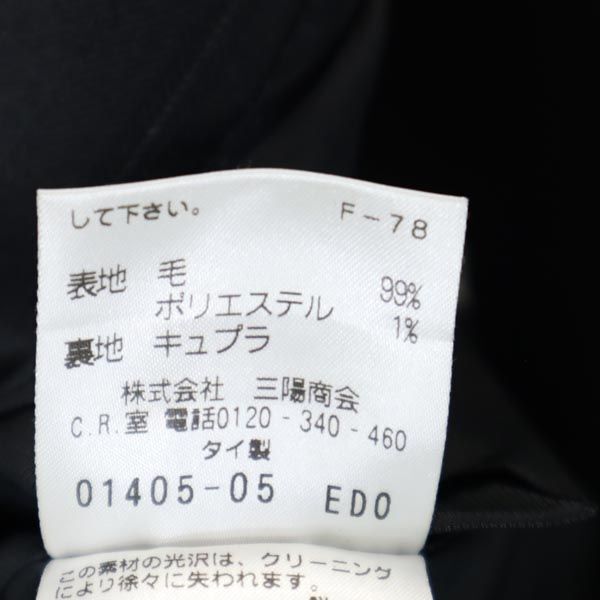 して下さい。 F-78
表地 毛 99%
ポリエステル 1%
裏地 キュプラ
株式会社 三陽商会
C.R.室 電話0120-340-460
タイ製
01405-05 EDO
この素材の光沢は、クリーニング
により徐々に失われます。